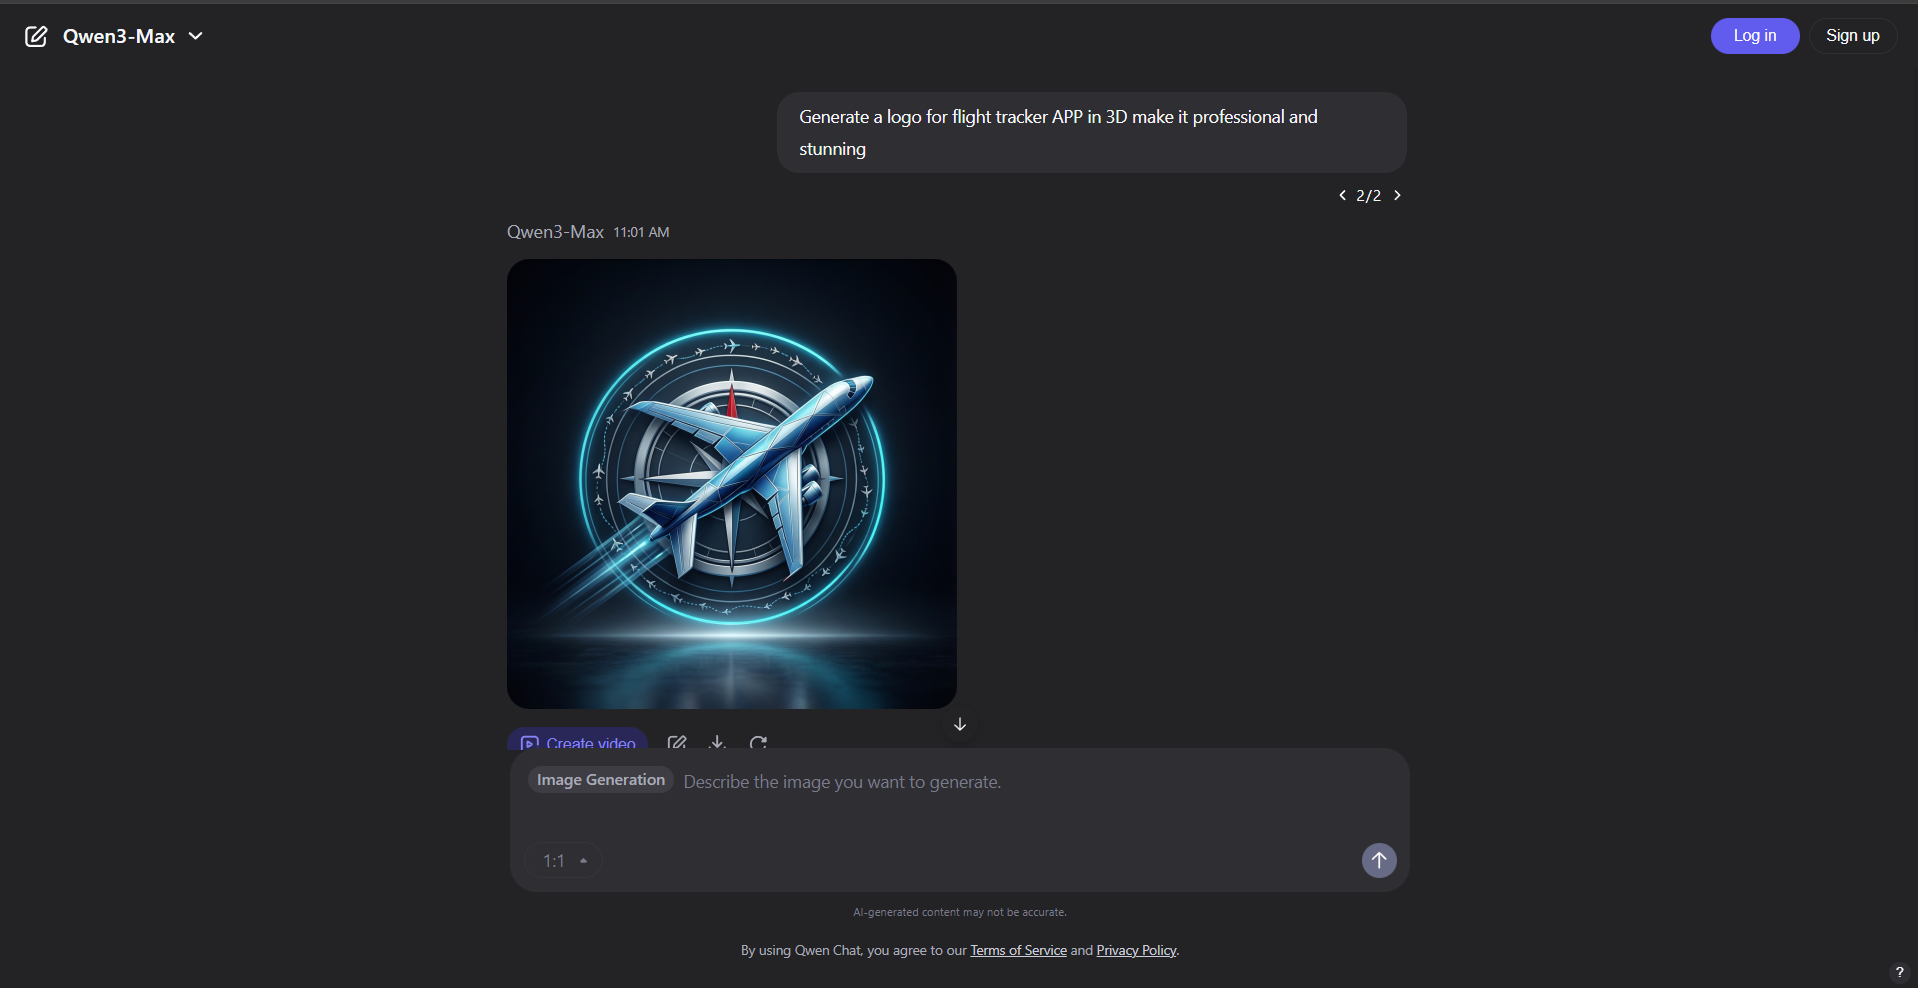 Qwen3-Max
Log in
Sign up
Generate a logo for flight tracker APP in 3D make it professional and
stunning
2/2
Qwen3-Max 11:01 AM
Create video
Image Generation Describe the image you want to generate.
1:1
AI-generated content may not be accurate.
By using Qwen Chat, you agree to our Terms of Service and Privacy Policy.
?